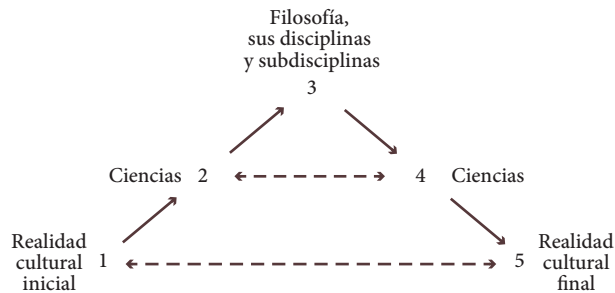 Filosofía,
sus disciplinas
y subdisciplinas
3
Ciencias 2
4 Ciencias
Realidad
cultural
inicial
1
5
Realidad
cultural
final